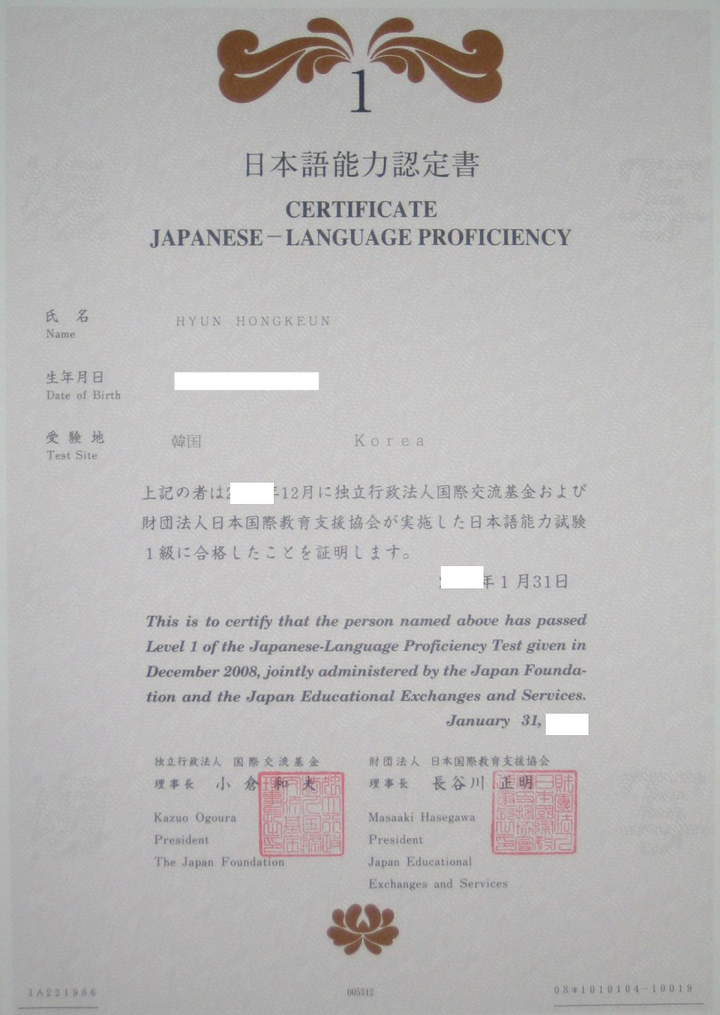 1
日本語能力認定書
CERTIFICATE
JAPANESE－LANGUAGE PROFICIENCY
氏 名 HYUN HONGKEUN
Name
生年月日
Date of Birth
受 験 地 韓国 Korea
Test Site
上記の者は2 年12月に独立行政法人国際交流基金および
財団法人日本国際教育支援協会が実施した日本語能力試験
1級に合格したことを証明します。
年 1 月31日
This is to certify that the person named above has passed
Level 1 of the Japanese-Language Proficiency Test given in
December 2008, jointly administered by the Japan Founda-
tion and the Japan Educational Exchanges and Services.
January 31,
独立行政法人 国際交流基金
理事長 小倉和夫
Kazuo Ogoura
President
The Japan Foundation
財団法人 日本国際教育支援協会
理事長 長谷川 正明
Masaaki Hasegawa
President
Japan Educational
Exchanges and Services
1A221986 005312 08*1010104-10019